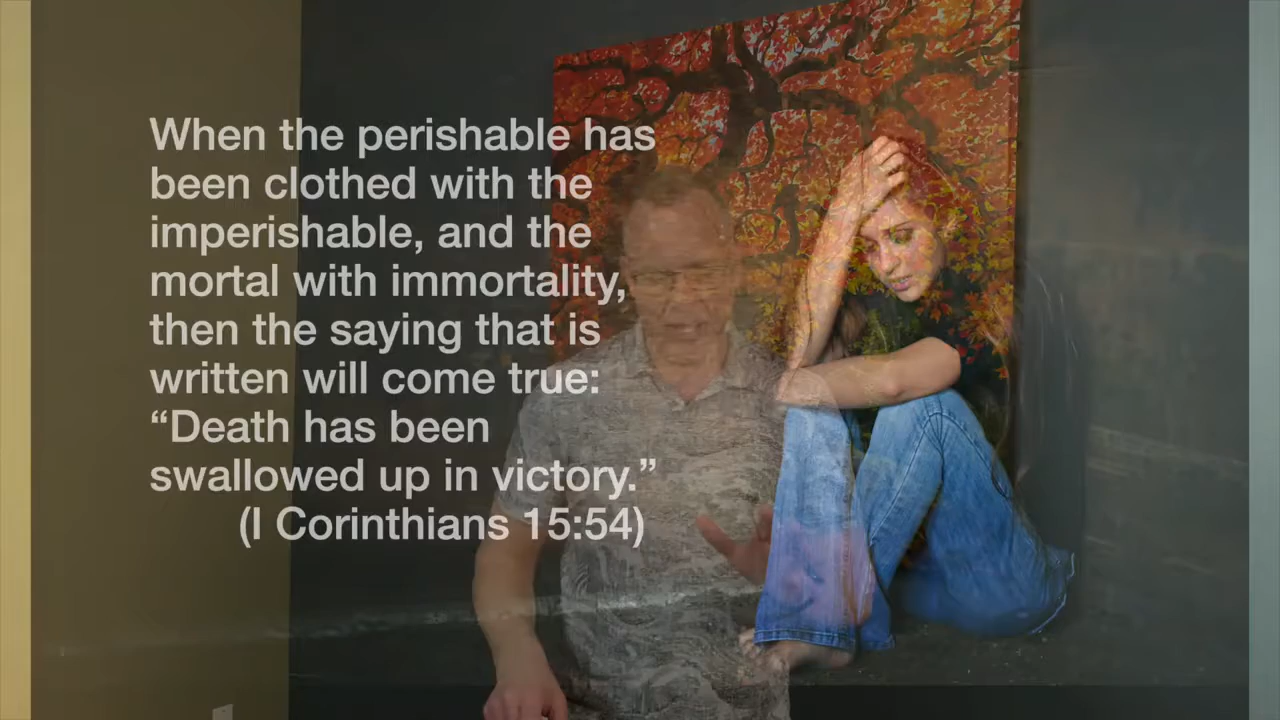 When the perishable has
been clothed with the
imperishable, and the
mortal with immortality,
then the saying that is
written will come true:
“Death has been
swallowed up in victory.”
(I Corinthians 15:54)